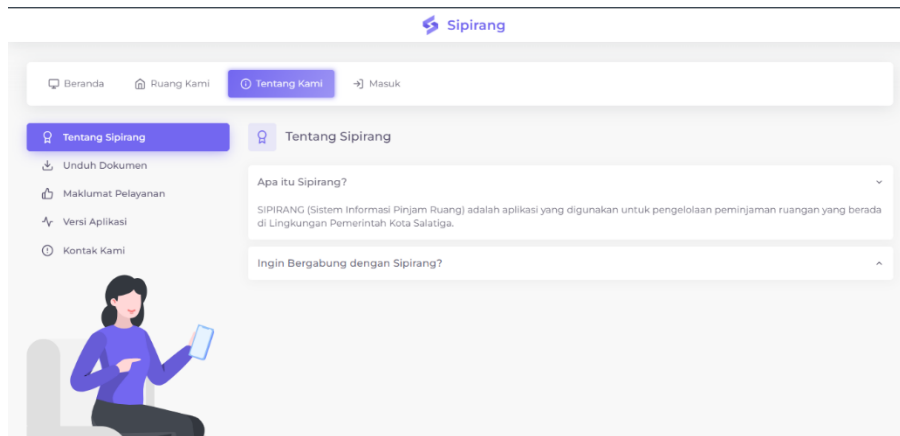 Sipirang
Beranda
Ruang Kami
Tentang Kami
Masuk
Tentang Sipirang
Unduh Dokumen
Maklumat Pelayanan
Versi Aplikasi
Kontak Kami
Tentang Sipirang
Apa itu Sipirang?
SIPIRANG (Sistem Informasi Pinjam Ruang) adalah aplikasi yang digunakan untuk pengelolaan peminjaman ruangan yang berada
di Lingkungan Pemerintah Kota Salatiga.
Ingin Bergabung dengan Sipirang?